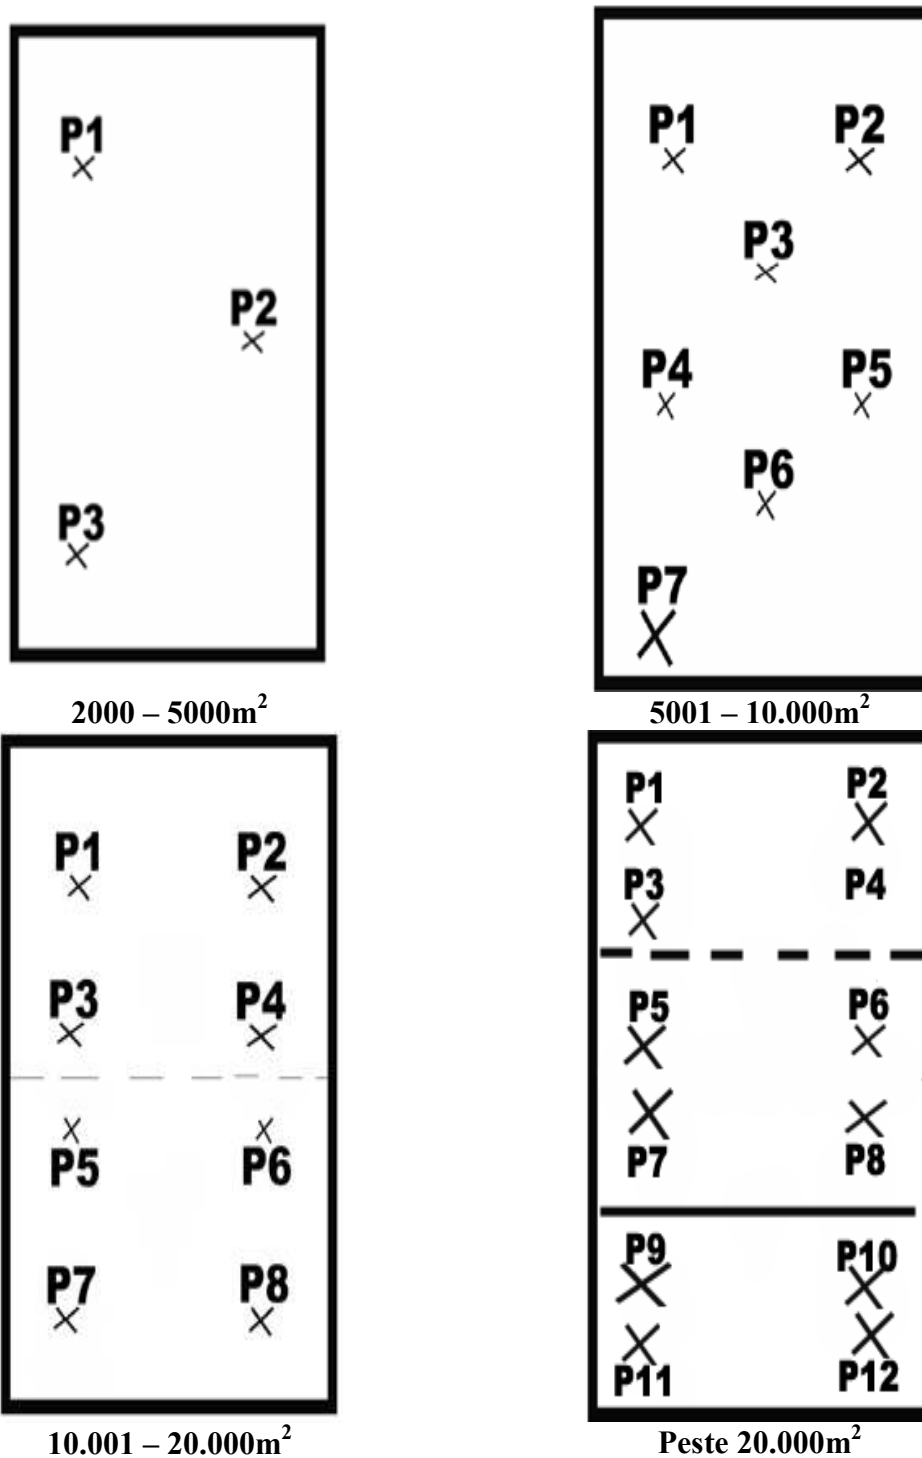 P1
P2
P3
2000 – 5000m²
P1 P2
P3
P4 P5
P6
P7
5001 – 10.000m²
P1 P2
P3 P4
P5 P6
P7 P8
10.001 – 20.000m²
P1 P2
P3 P4
P5 P6
P7 P8
P9 P10
P11 P12
Peste 20.000m²